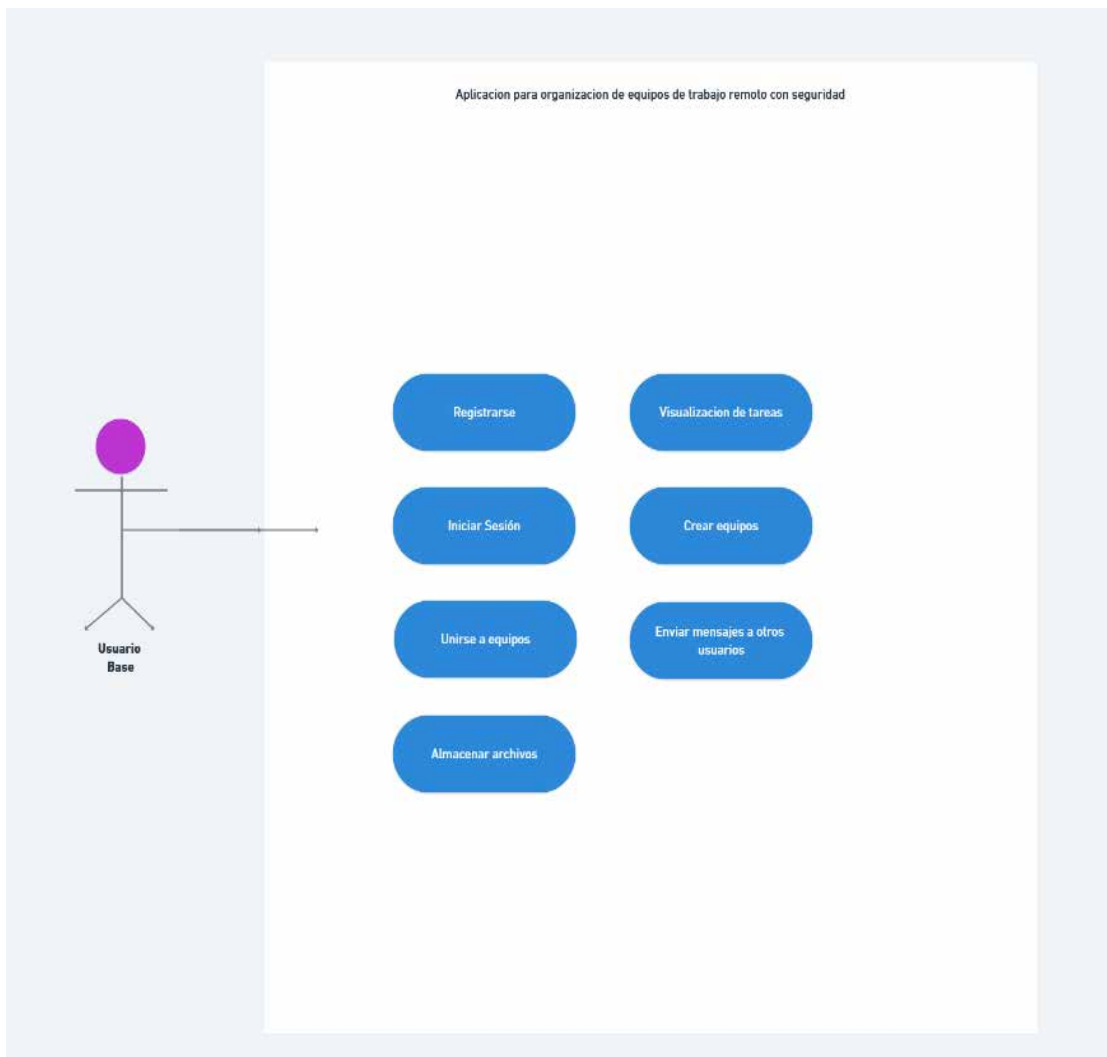 Aplicacion para organizacion de equipos de trabajo remoto con seguridad
Registrarse
Visualizacion de tareas
Iniciar Sesión
Crear equipos
Unirse a equipos
Enviar mensajes a otros
usuarios
Almacenar archivos
Usuario
Base